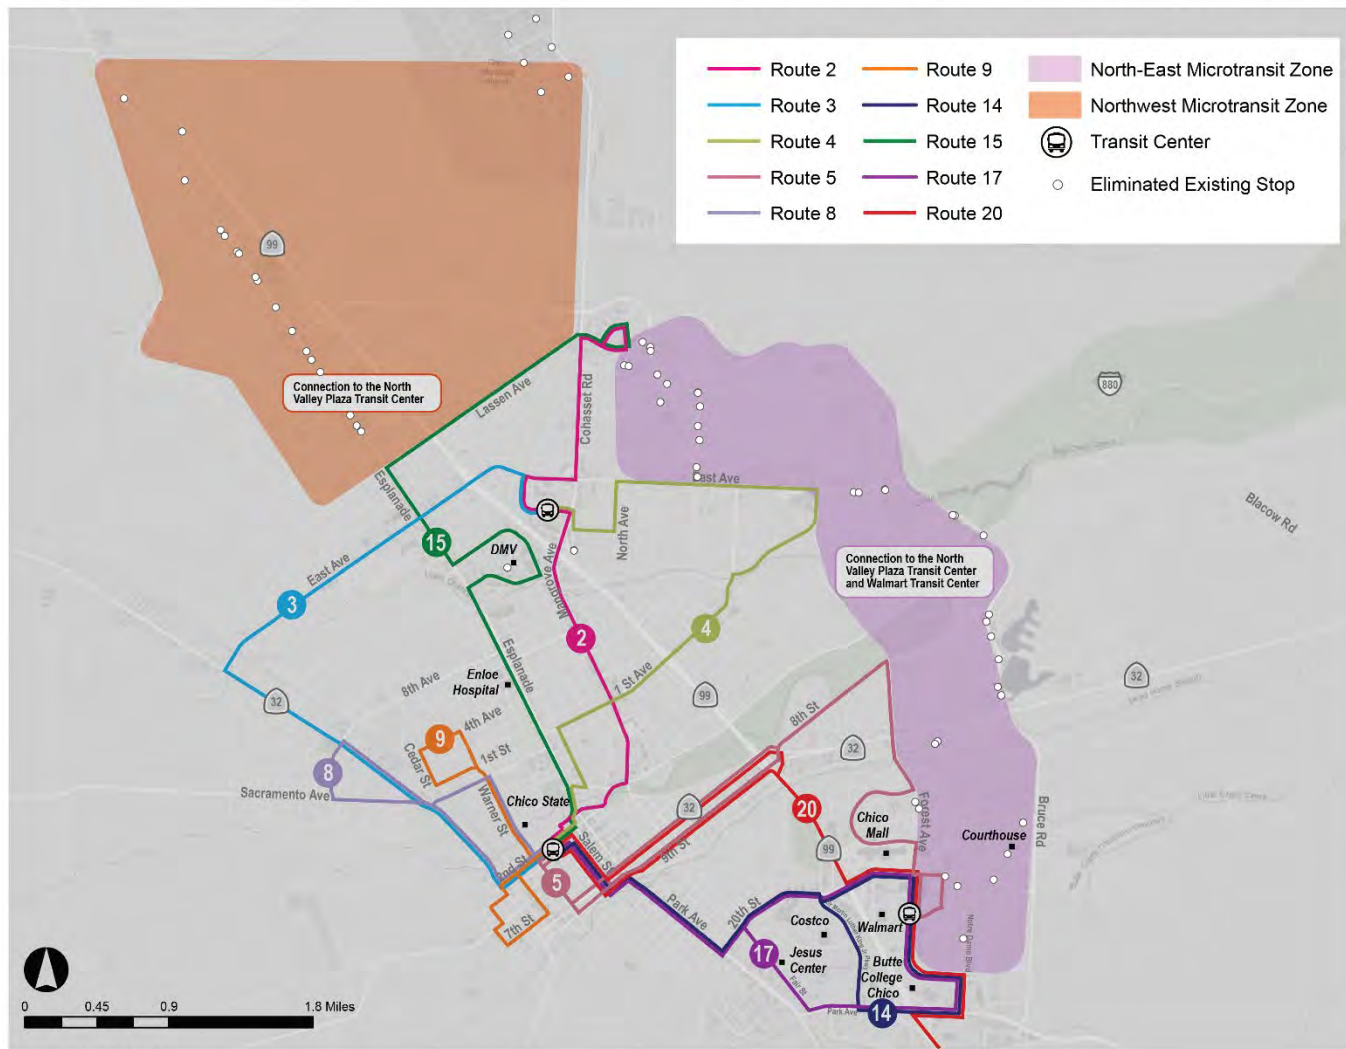 Route 2
Route 9
North-East Microtransit Zone
Route 3
Route 14
Northwest Microtransit Zone
Route 4
Route 15
Transit Center
Route 5
Route 17
Eliminated Existing Stop
Route 8
Route 20
99
Connection to the North
Valley Plaza Transit Center
Lassen Ave
Cohasset Rd
880
Esplanade
East Ave
Blacow Rd
15
DMV
Mangrove Ave
North Ave
Connection to the North
Valley Plaza Transit Center
and Walmart Transit Center
East Ave
3
2
4
Esplanade
1 St Ave
Enloe
Hospital
8th Ave
32
99
32
9
4th Ave
8th St
1st St
32
Cedar St
8
Sacramento Ave
Warner St
Chico State
32
20
Chico
Mall
Forest Ave
Bruce Rd
Courthouse
99
Salem St
9th St
2nd St
5
7th St
Park Ave
20th St
Costco
Walmart
Notre Dame Blvd
17
Jesus
Center
Fair St
Butte
College
Chico
Park Ave
14
0
0.45
0.9
1.8 Miles